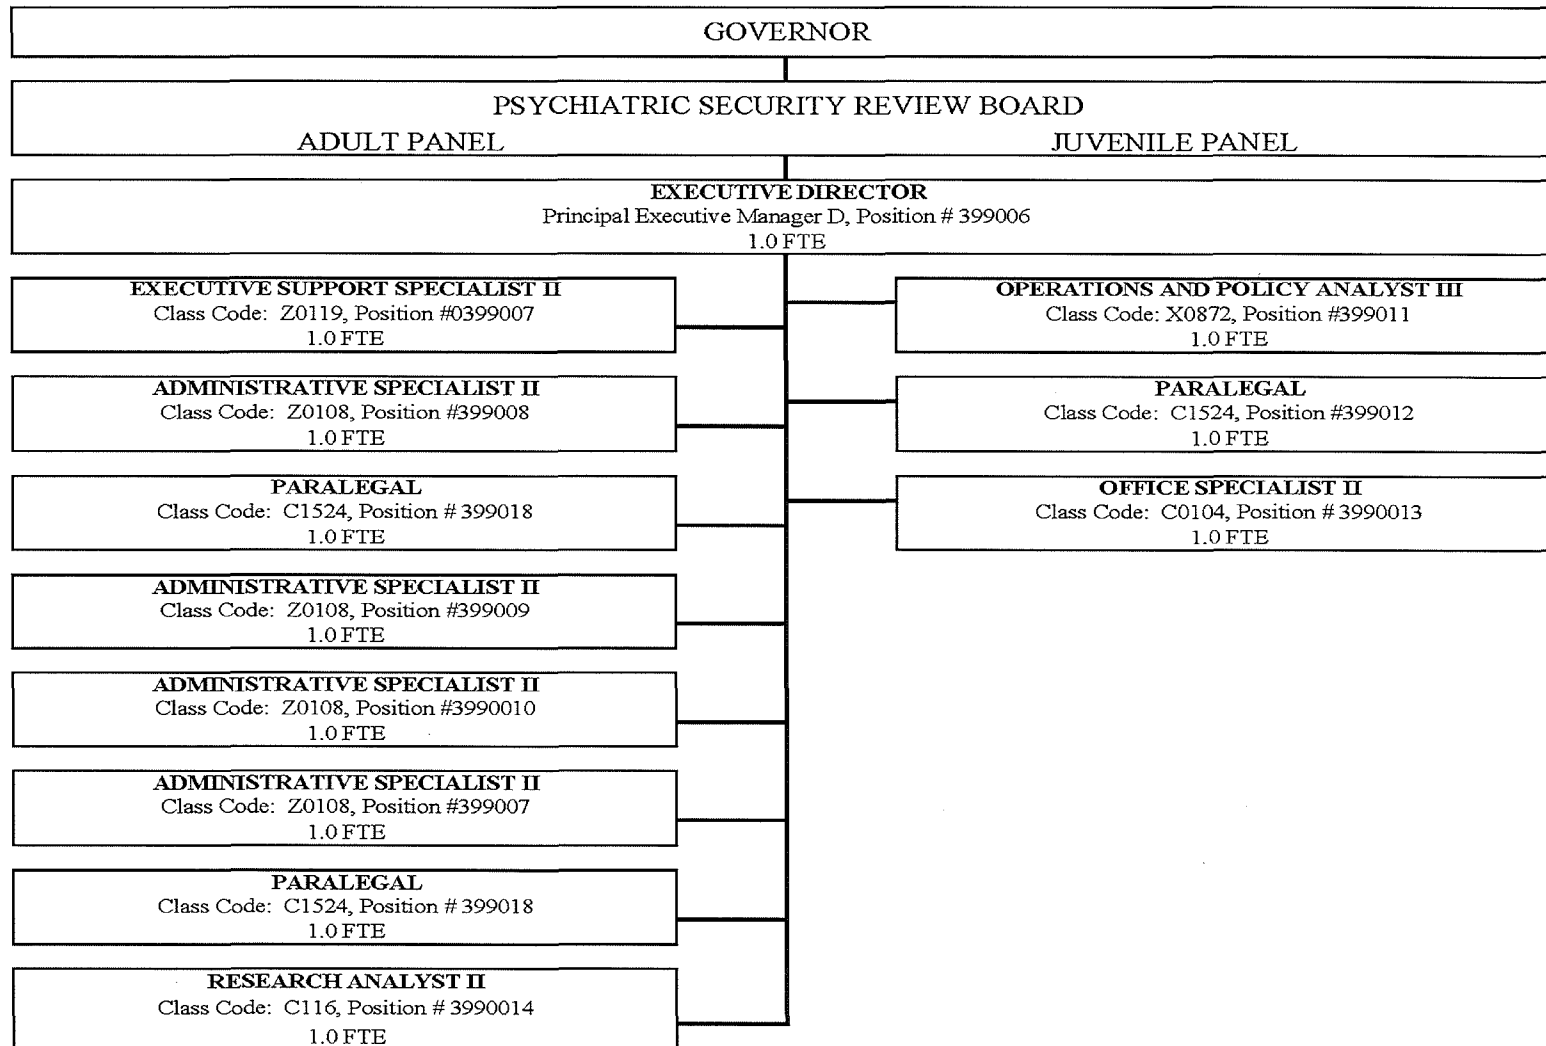 GOVERNOR
PSYCHIATRIC SECURITY REVIEW BOARD
ADULT PANEL
JUVENILE PANEL
EXECUTIVE DIRECTOR
Principal Executive Manager D, Position # 399006
1.0 FTE
EXECUTIVE SUPPORT SPECIALIST II
Class Code: Z0119, Position #0399007
1.0 FTE
ADMINISTRATIVE SPECIALIST II
Class Code: Z0108, Position #399008
1.0 FTE
PARALEGAL
Class Code: C1524, Position # 399018
1.0 FTE
ADMINISTRATIVE SPECIALIST II
Class Code: Z0108, Position #399009
1.0 FTE
ADMINISTRATIVE SPECIALIST II
Class Code: Z0108, Position #3990010
1.0 FTE
ADMINISTRATIVE SPECIALIST II
Class Code: Z0108, Position #399007
1.0 FTE
PARALEGAL
Class Code: C1524, Position # 399018
1.0 FTE
RESEARCH ANALYST II
Class Code: C116, Position # 3990014
1.0 FTE
OPERATIONS AND POLICY ANALYST III
Class Code: X0872, Position #399011
1.0 FTE
PARALEGAL
Class Code: C1524, Position #399012
1.0 FTE
OFFICE SPECIALIST II
Class Code: C0104, Position # 3990013
1.0 FTE